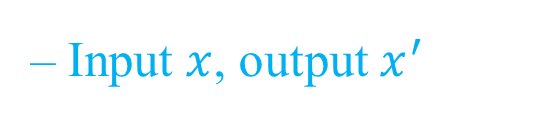 – Input x, output x′